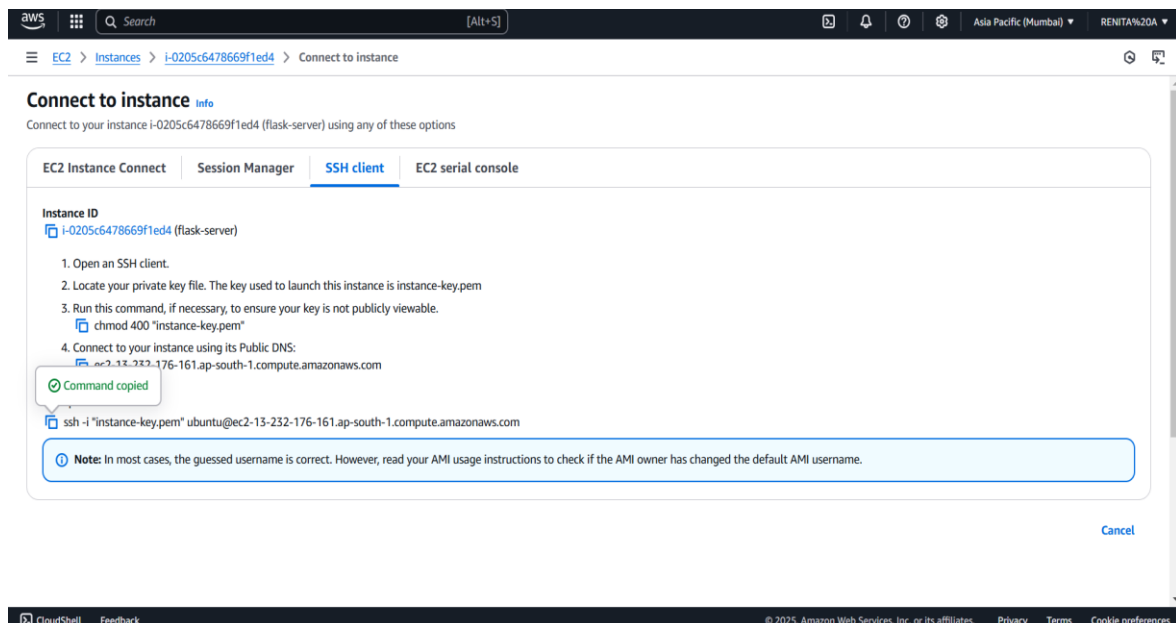 aws Search [Alt+S] Asia Pacific (Mumbai) ▼ RENITA%20A ▼
EC2 > Instances > i-0205c6478669f1ed4 > Connect to instance
Connect to instance Info
Connect to your instance i-0205c6478669f1ed4 (flask-server) using any of these options
EC2 Instance Connect Session Manager SSH client EC2 serial console
Instance ID
i-0205c6478669f1ed4 (flask-server)
1. Open an SSH client.
2. Locate your private key file. The key used to launch this instance is instance-key.pem
3. Run this command, if necessary, to ensure your key is not publicly viewable.
chmod 400 "instance-key.pem"
4. Connect to your instance using its Public DNS:
ec2-13-232-176-161.ap-south-1.compute.amazonaws.com
Command copied
ssh -i "instance-key.pem" ubuntu@ec2-13-232-176-161.ap-south-1.compute.amazonaws.com
Note: In most cases, the guessed username is correct. However, read your AMI usage instructions to check if the AMI owner has changed the default AMI username.
Cancel
CloudShell Feedback © 2025, Amazon Web Services, Inc. or its affiliates. Privacy Terms Cookie preferences